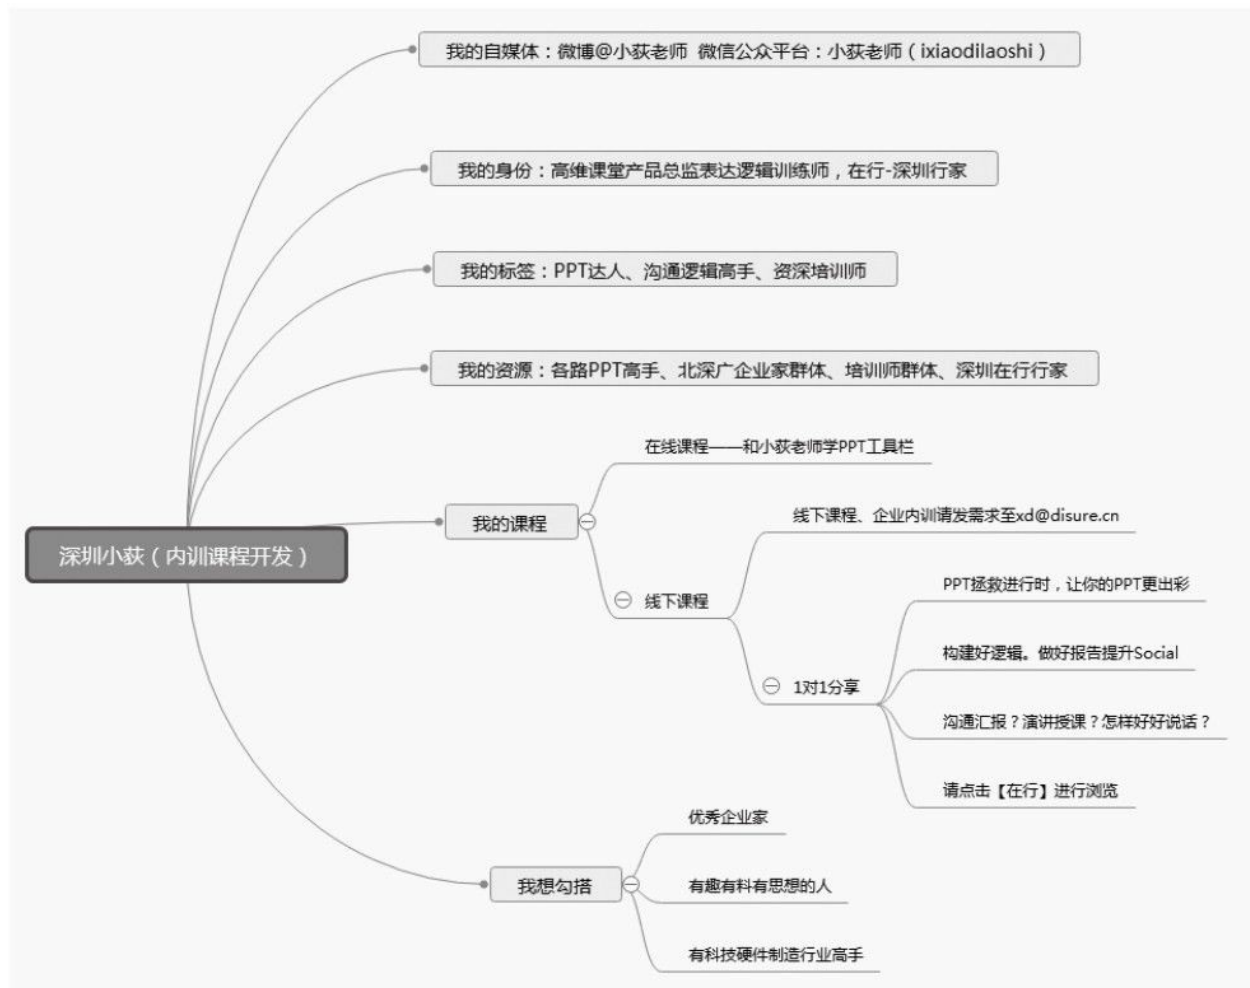 我的自媒体：微博@小荻老师 微信公众平台：小荻老师（ixiaodilaoshi）
我的身份：高维课堂产品总监表达逻辑训练师，在行-深圳行家
我的标签：PPT达人、沟通逻辑高手、资深培训师
我的资源：各路PPT高手、北深广企业家群体、培训师群体、深圳在行行家
在线课程——和小荻老师学PPT工具栏
我的课程
线下课程、企业内训请发需求至xd@disure.cn
深圳小荻（内训课程开发）
PPT拯救进行时，让你的PPT更出彩
线下课程
构建好逻辑。做好报告提升Social
1对1分享
沟通汇报？演讲授课？怎样好好说话？
请点击【在行】进行浏览
优秀企业家
我想勾搭
有趣有料有思想的人
有科技硬件制造行业高手